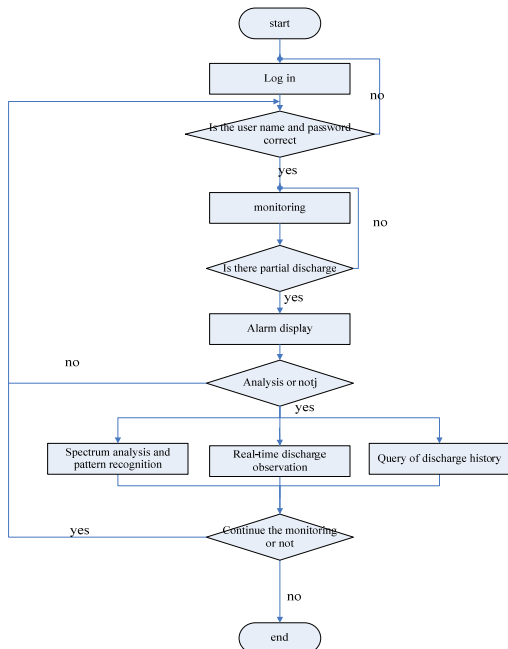 start
Log in
no
Is the user name and password
correct
yes
monitoring
no
Is there partial discharge
yes
Alarm display
no
Analysis or notj
yes
Spectrum analysis and
pattern recognition
Real-time discharge
observation
Query of discharge history
yes
Continue the monitoring
or not
no
end